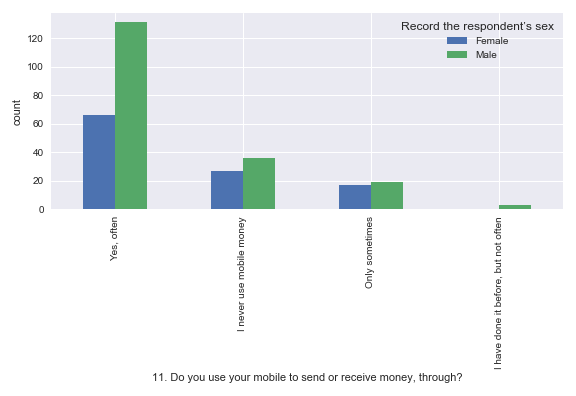 Record the respondent's sex
Female
Male
count
120
100
80
60
40
20
0
Yes, often
I never use mobile money
Only sometimes
I have done it before, but not often
11. Do you use your mobile to send or receive money, through?